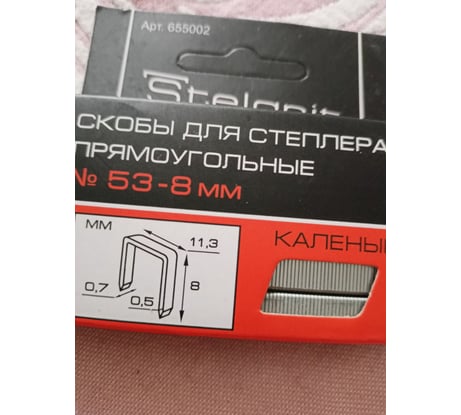 Арт. 655002
Stelgrit
СКОБЫ ДЛЯ СТЕПЛЕРА
ПРЯМОУГОЛЬНЫЕ
№ 53-8 мм
мм
11,3
8
0,7
0,5
КАЛЕНЫ